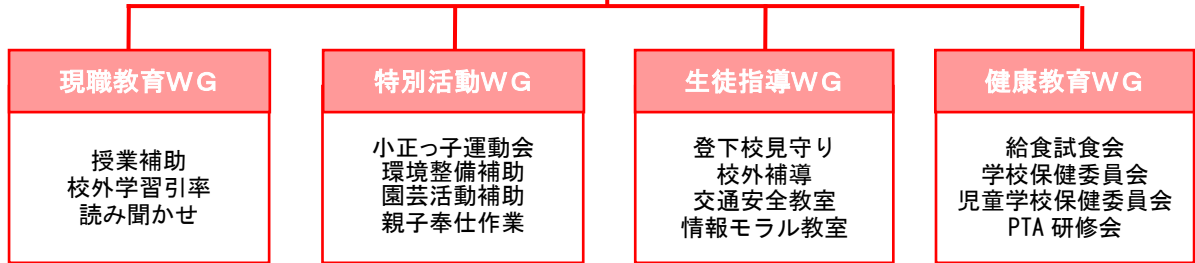 現職教育WG
授業補助
校外学習引率
読み聞かせ
特別活動WG
小正っ子運動会
環境整備補助
園芸活動補助
親子奉仕作業
生徒指導WG
登下校見守り
校外補導
交通安全教室
情報モラル教室
健康教育WG
給食試食会
学校保健委員会
児童学校保健委員会
PTA 研修会